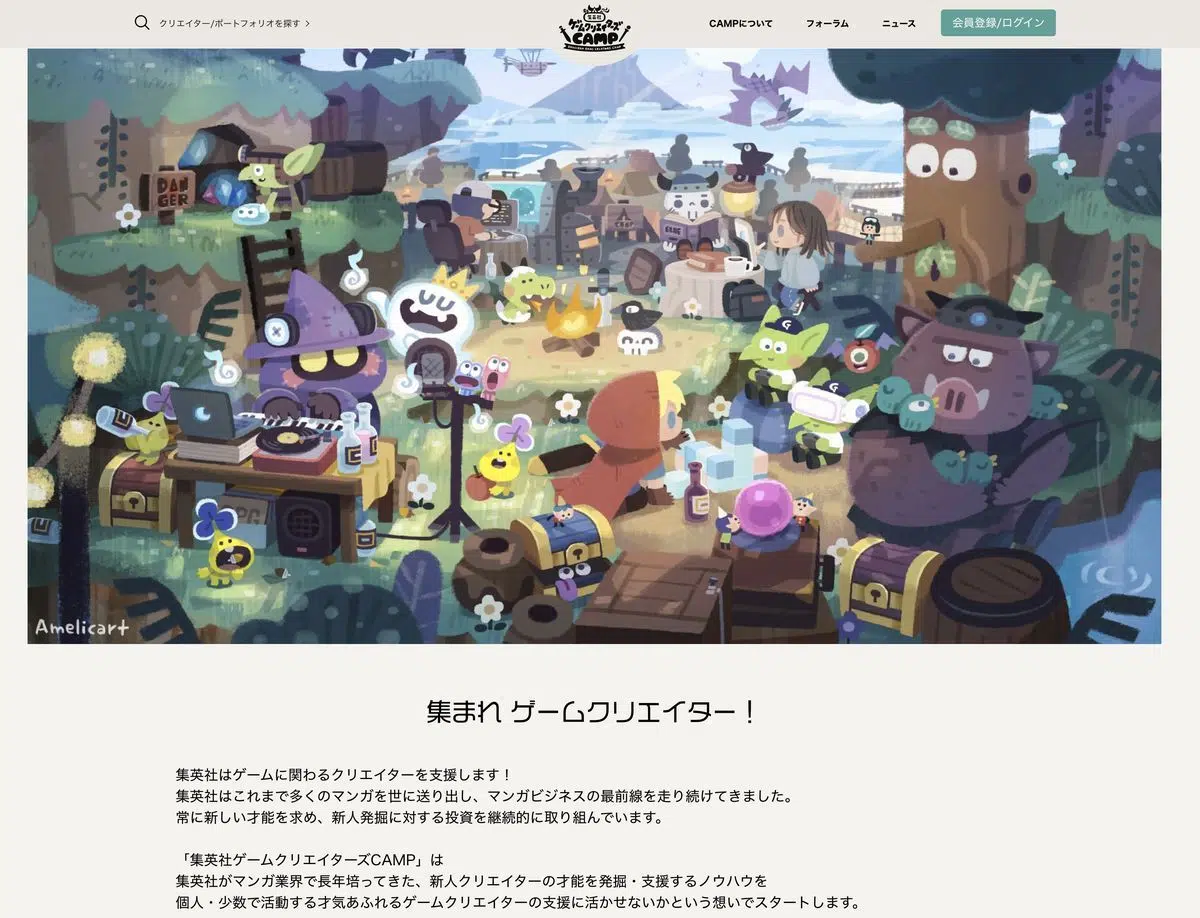 クリエイター/ポートフォリオを探す
集英社
ゲームクリエイターズ
CAMP
CAMPについて
フォーラム
ニュース
会員登録/ログイン
DAN
GER
CAMP
GAME
G
RPG
Amelicart
集まれ ゲームクリエイター！
集英社はゲームに関わるクリエイターを支援します！
集英社はこれまで多くのマンガを世に送り出し、マンガビジネスの最前線を走り続けてきました。
常に新しい才能を求め、新人発掘に対する投資を継続的に取り組んでいます。
「集英社ゲームクリエイターズCAMP」は
集英社がマンガ業界で長年培ってきた、新人クリエイターの才能を発掘・支援するノウハウを
個人・少数で活動する才気あふれるゲームクリエイターの支援に活かせないかという想いでスタートします。